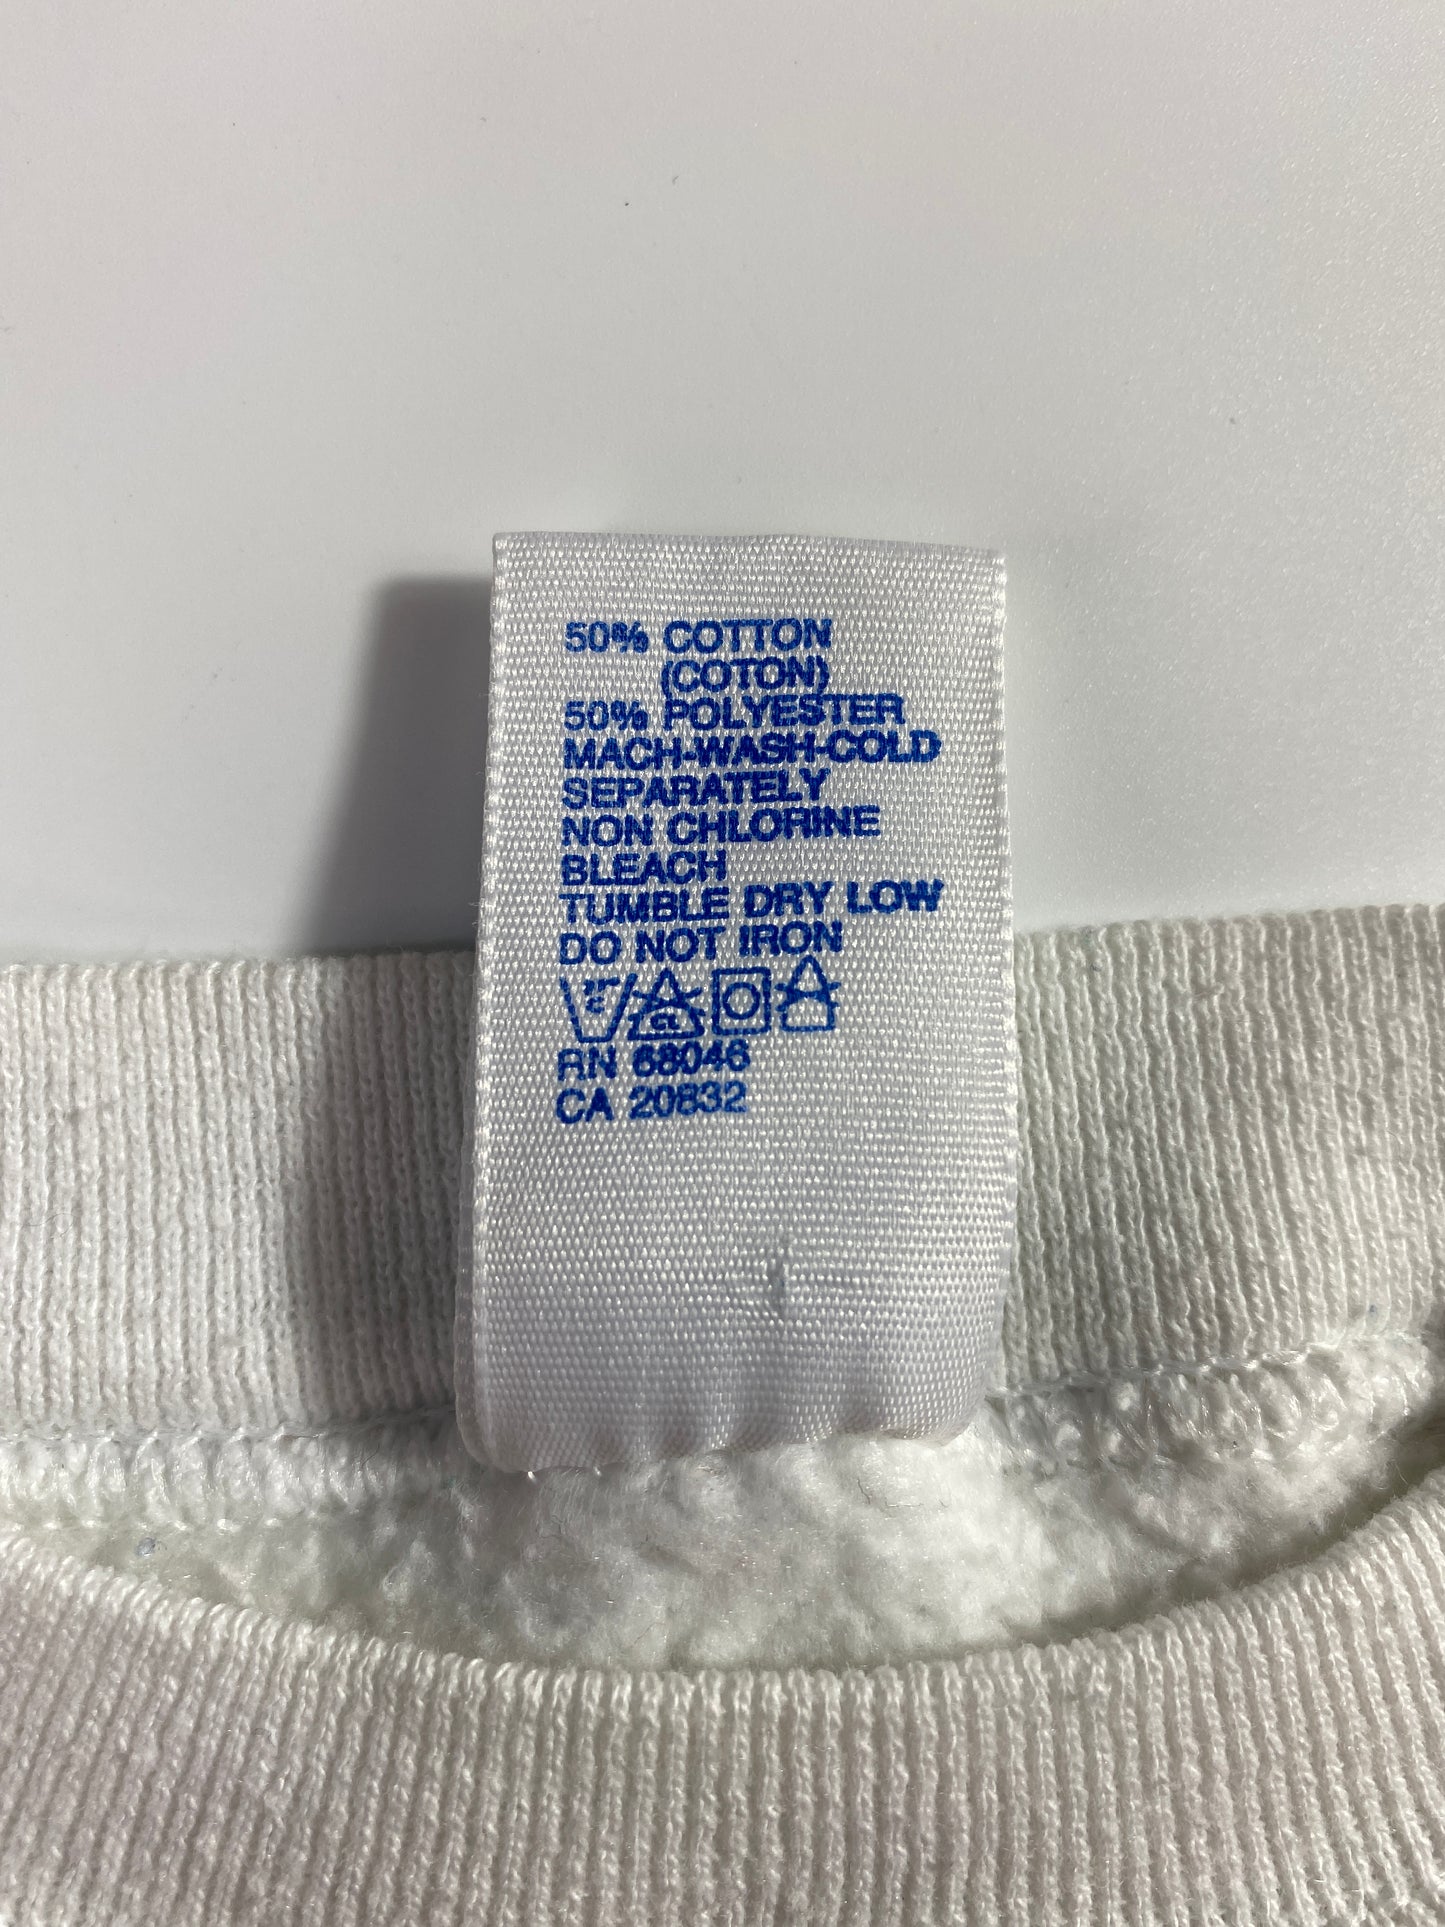 50% COTTON
(COTON)
50% POLYESTER
MACH-WASH-COLD
SEPARATELY
NON CHLORINE
BLEACH
TUMBLE DRY LOW
DO NOT IRON
CL
RN 68046
CA 20832